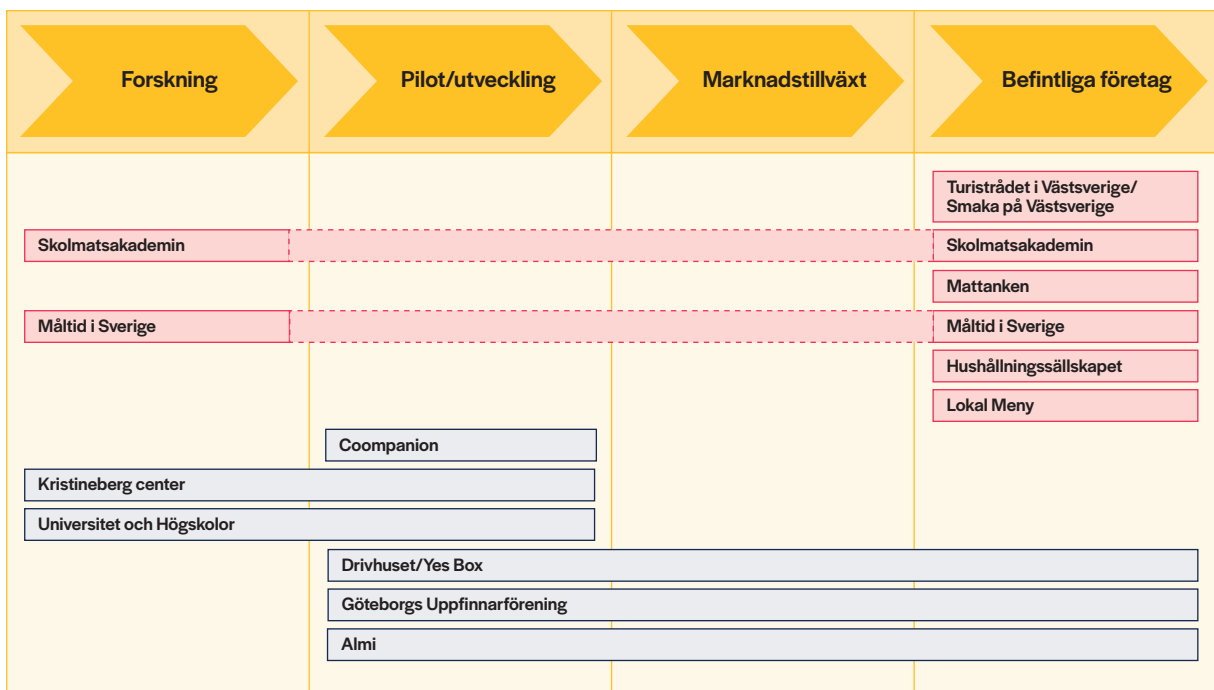 Forskning
Pilot/utveckling
Marknadstillväxt
Befintliga företag
Turistrådet i Västsverige/
Smaka på Västsverige
Skolmatsakademin
Skolmatsakademin
Mattanken
Måltid i Sverige
Måltid i Sverige
Hushållningssällskapet
Lokal Meny
Coompanion
Kristineberg center
Universitet och Högskolor
Drivhuset/Yes Box
Göteborgs Uppfinnarförening
Almi